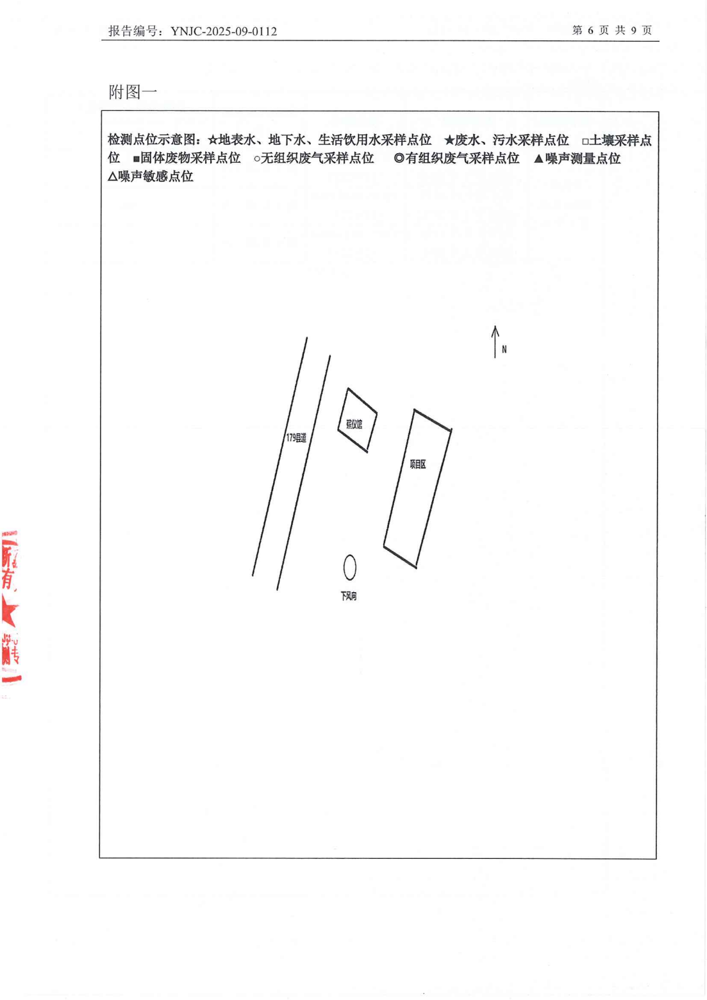 报告编号：YNJC-2025-09-0112
第 6 页 共 9 页
附图一
检测点位示意图：☆地表水、地下水、生活饮用水采样点位 ★废水、污水采样点位 □土壤采样点
位 ■固体废物采样点位 ○无组织废气采样点位 ◎有组织废气采样点位 ▲噪声测量点位
△噪声敏感点位
N
殡仪馆
179县道
项目区
下风向
有
专